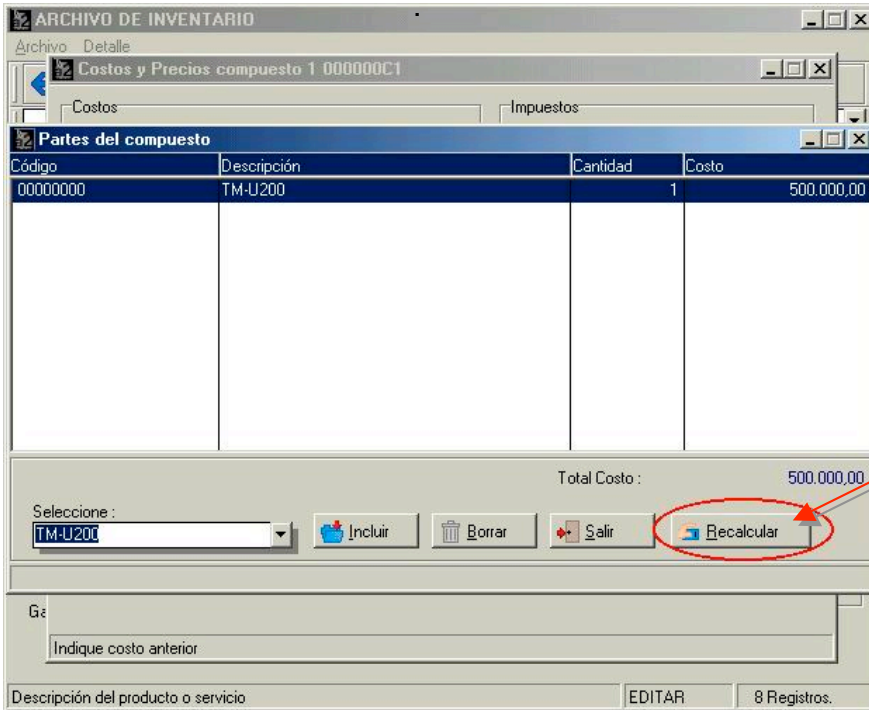 ARCHIVO DE INVENTARIO
Archivo Detalle
Costos y Precios compuesto 1 000000C1
Costos Impuestos
Partes del compuesto
Código Descripción Cantidad Costo
00000000 TM-U200 1 500.000,00
Total Costo : 500.000,00
Seleccione :
TM-U200 Incluir Borrar Salir Recalcular
Indique costo anterior
Descripción del producto o servicio EDITAR 8 Registros.